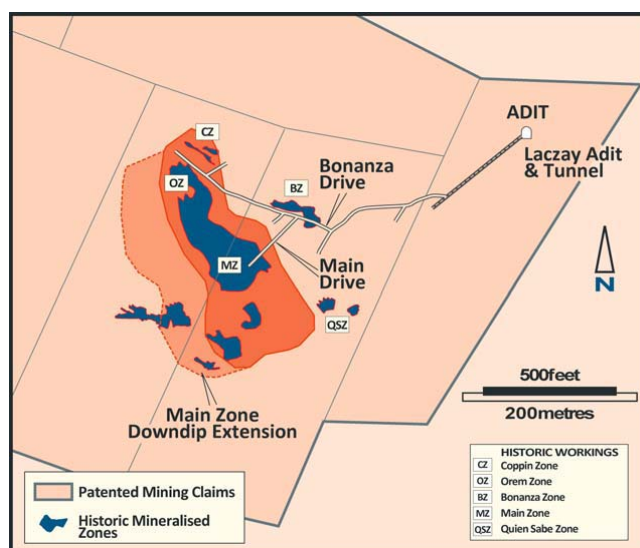 ADIT
Laczay Adit
& Tunnel
CZ
Bonanza
Drive
OZ
BZ
MZ
Main
Drive
QSZ
N
Main Zone
Downdip Extension
500feet
200metres
Patented Mining Claims
Historic Mineralised
Zones
HISTORIC WORKINGS
CZ Coppin Zone
OZ Orem Zone
BZ Bonanza Zone
MZ Main Zone
QSZ Quien Sabe Zone